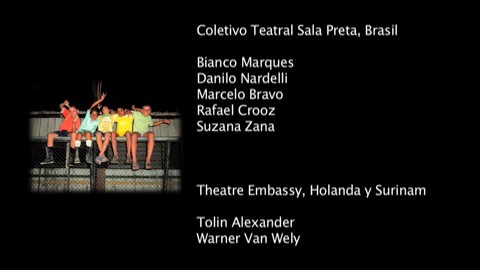 Coletivo Teatral Sala Preta, Brasil
Bianco Marques
Danilo Nardelli
Marcelo Bravo
Rafael Crooz
Suzana Zana
Theatre Embassy, Holanda y Surinam
Tolin Alexander
Warner Van Wely